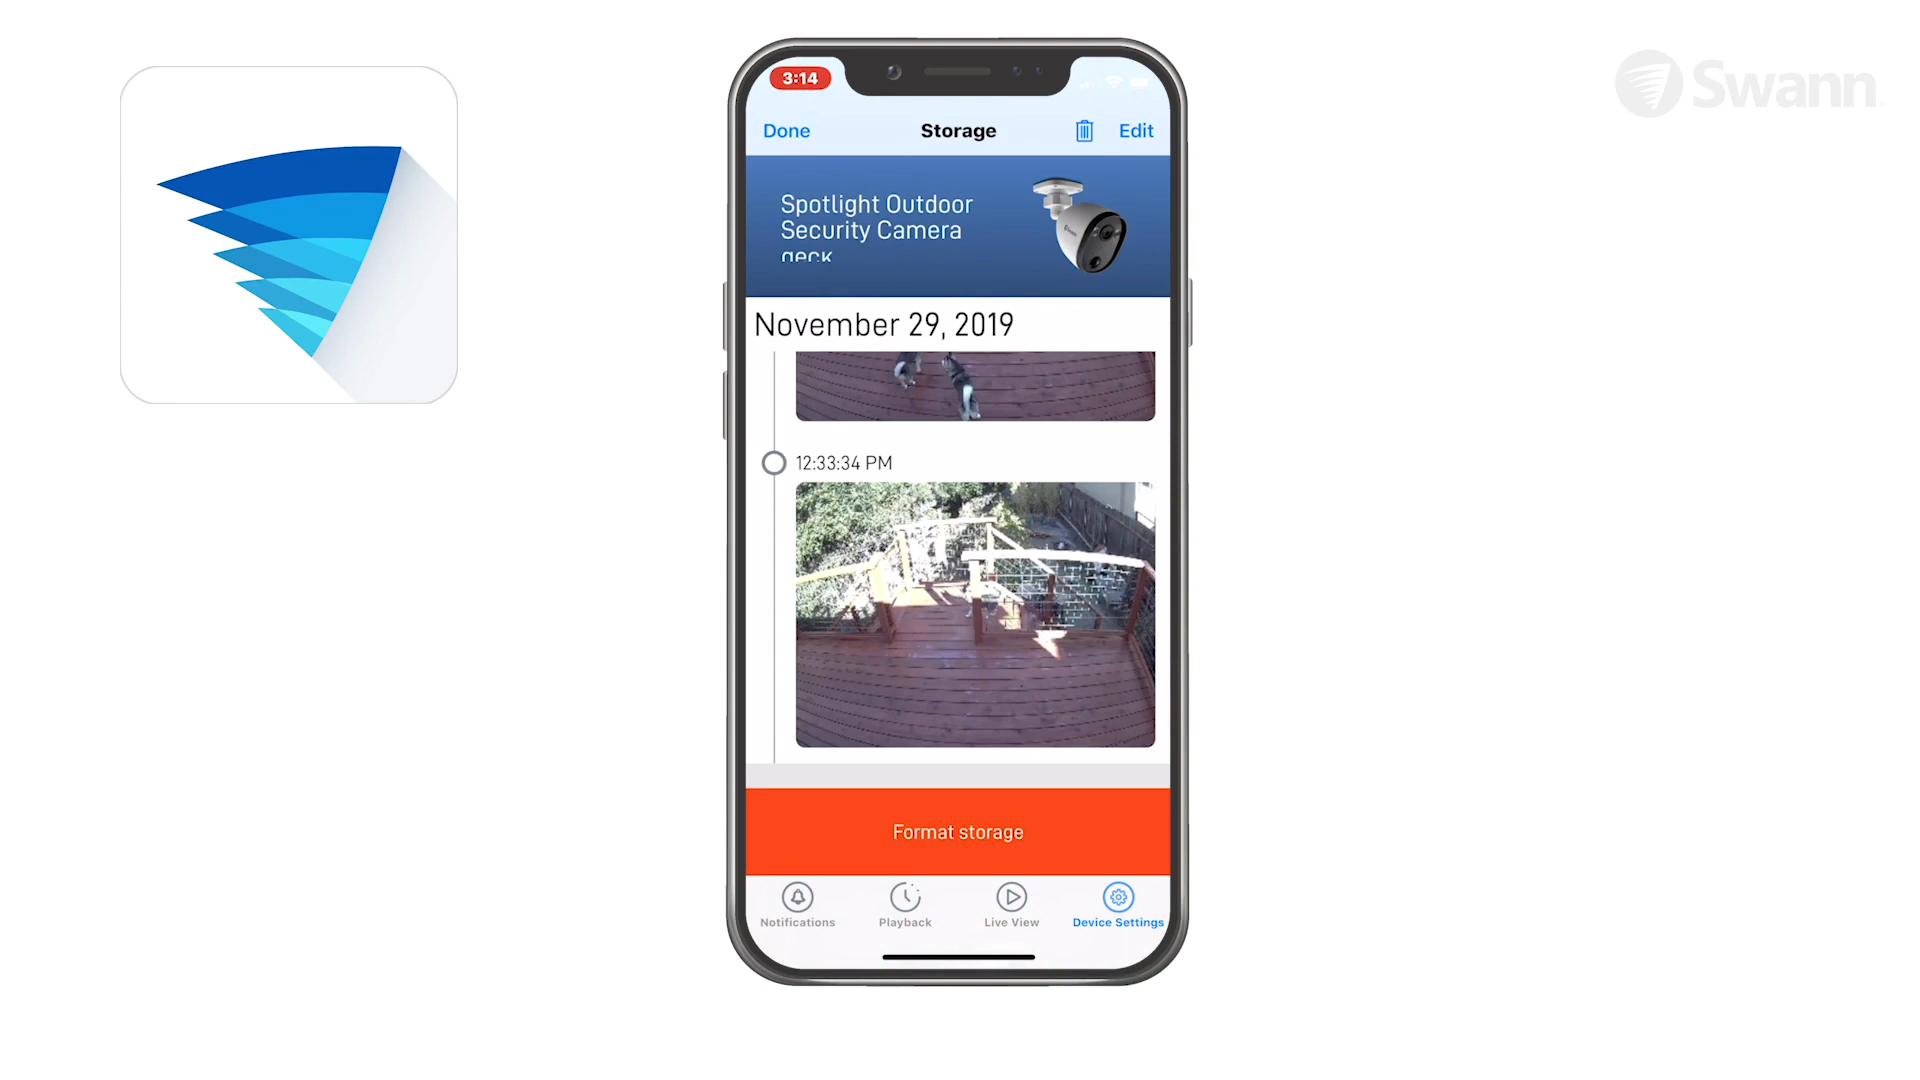 Swann
3:14
Done
Storage
Edit
Spotlight Outdoor
Security Camera
November 29, 2019
12:33:34 PM
Format storage
Notifications
Playback
Live View
Device Settings